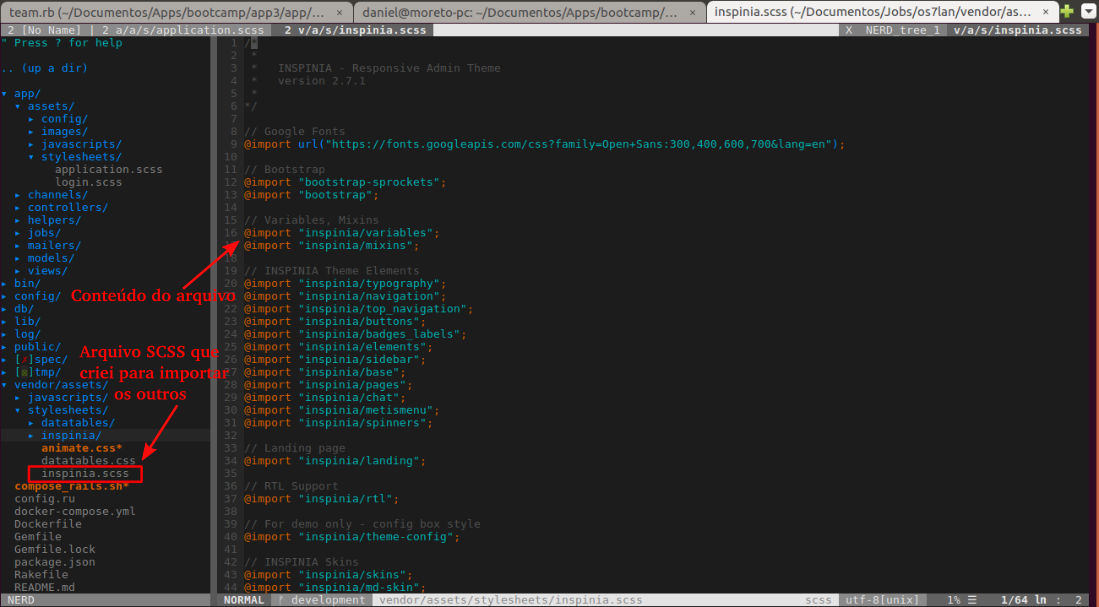 team.rb (~/Documentos/Apps/bootcamp/app3/app/… ×
daniel@moreto-pc: ~/Documentos/Apps/bootcamp/… ×
inspinia.scss (~/Documentos/Jobs/os7lan/vendor/as… ×
2 [No Name] | 2 a/a/s/application.scss 2 v/a/s/inspinia.scss
X NERD_tree_1 v/a/s/inspinia.scss
" Press ? for help
.. (up a dir)
▾ app/
▾ assets/
▸ config/
▸ images/
▸ javascripts/
▾ stylesheets/
application.scss
login.scss
▸ channels/
▸ controllers/
▸ helpers/
▸ jobs/
▸ mailers/
▸ models/
▸ views/
▸ bin/
▸ config/
▸ db/
▸ lib/
▸ log/
▸ public/
▸ [✗]spec/
▸ [☒]tmp/
▾ vendor/assets/
▸ javascripts/
▾ stylesheets/
▸ datatables/
▸ inspinia/
animate.css*
datatables.css
inspinia.scss
compose_rails.sh*
config.ru
docker-compose.yml
Dockerfile
Gemfile
Gemfile.lock
package.json
Rakefile
README.md
Conteúdo do arquivo
Arquivo SCSS que
criei para importar
os outros
1 /*
2 *
3 * INSPINIA - Responsive Admin Theme
4 * version 2.7.1
5 *
6 */
7
8 // Google Fonts
9 @import url("https://fonts.googleapis.com/css?family=Open+Sans:300,400,600,700&lang=en");
10
11 // Bootstrap
12 @import "bootstrap-sprockets";
13 @import "bootstrap";
14
15 // Variables, Mixins
16 @import "inspinia/variables";
@import "inspinia/mixins";
18
19 // INSPINIA Theme Elements
20 @import "inspinia/typography";
21 @import "inspinia/navigation";
22 @import "inspinia/top_navigation";
23 @import "inspinia/buttons";
24 @import "inspinia/badges_labels";
25 @import "inspinia/elements";
26 @import "inspinia/sidebar";
27 @import "inspinia/base";
28 @import "inspinia/pages";
29 @import "inspinia/chat";
30 @import "inspinia/metismenu";
31 @import "inspinia/spinners";
32
33 // Landing page
34 @import "inspinia/landing";
35
36 // RTL Support
37 @import "inspinia/rtl";
38
39 // For demo only - config box style
40 @import "inspinia/theme-config";
41
42 // INSPINIA Skins
43 @import "inspinia/skins";
44 @import "inspinia/md-skin";
NERD
NORMAL development vendor/assets/stylesheets/inspinia.scss scss utf-8[unix] 1% ☰ 1/64 ln : 2